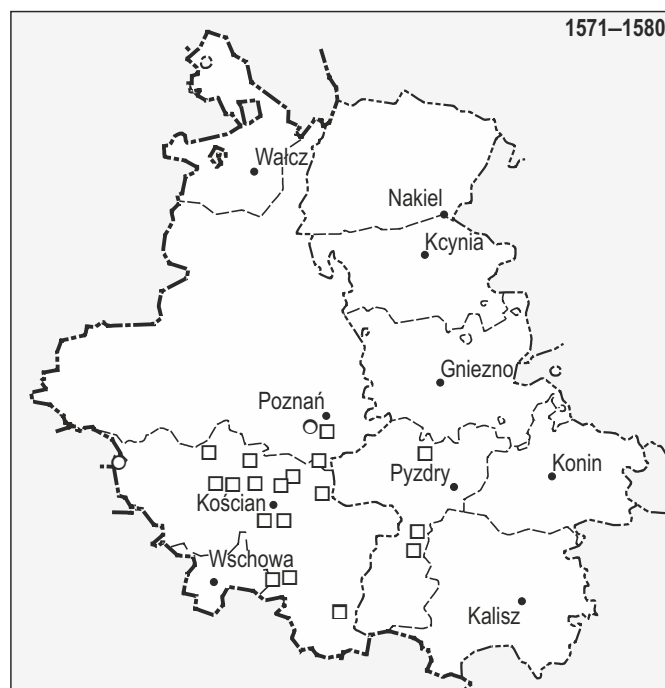 1571–1580
Wałcz
Nakiel
Kcynia
Gniezno
Poznań
Pyzdry
Konin
Kościan
Wschowa
Kalisz